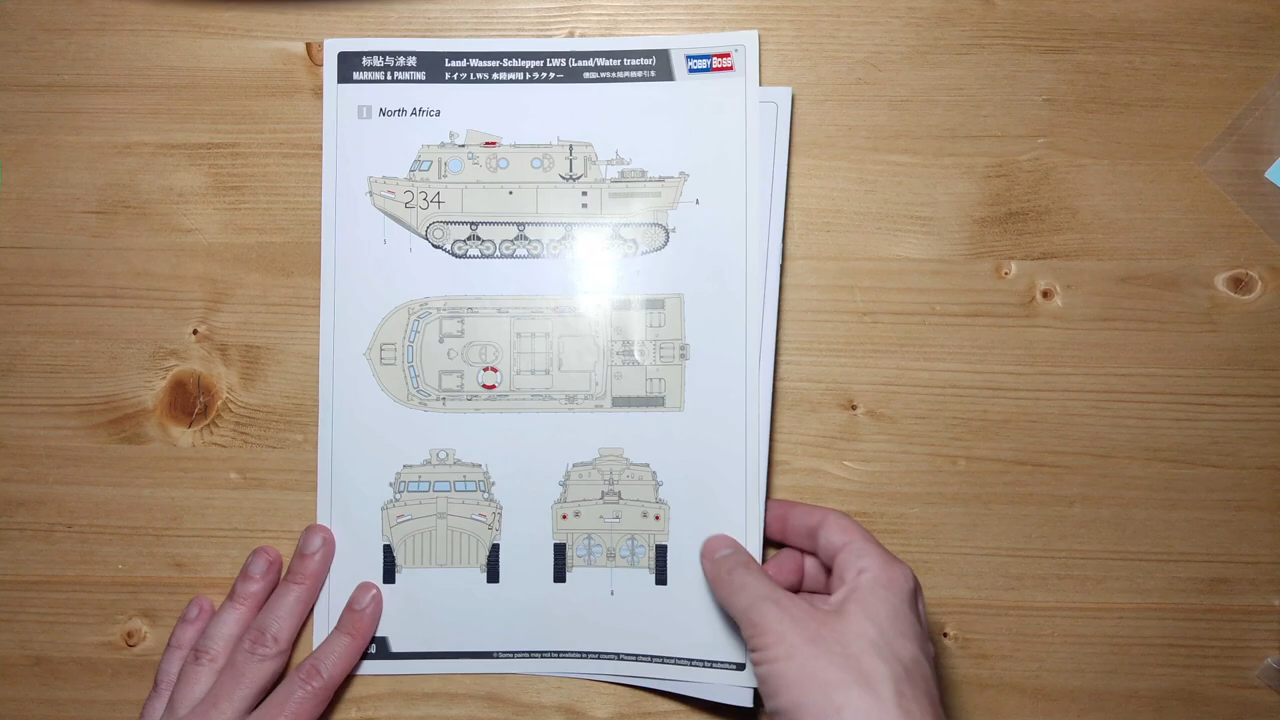 标贴与涂装
MARKING & PAINTING
Land-Wasser-Schlepper LWS (Land/Water tractor)
ドイツ LWS 水陸両用トラクター
德国LWS水陆两栖牵引车
HOBBY BOSS
1 North Africa
234
A
5
※ Some paints may not be available in your country. Please check your local hobby shop for substitute